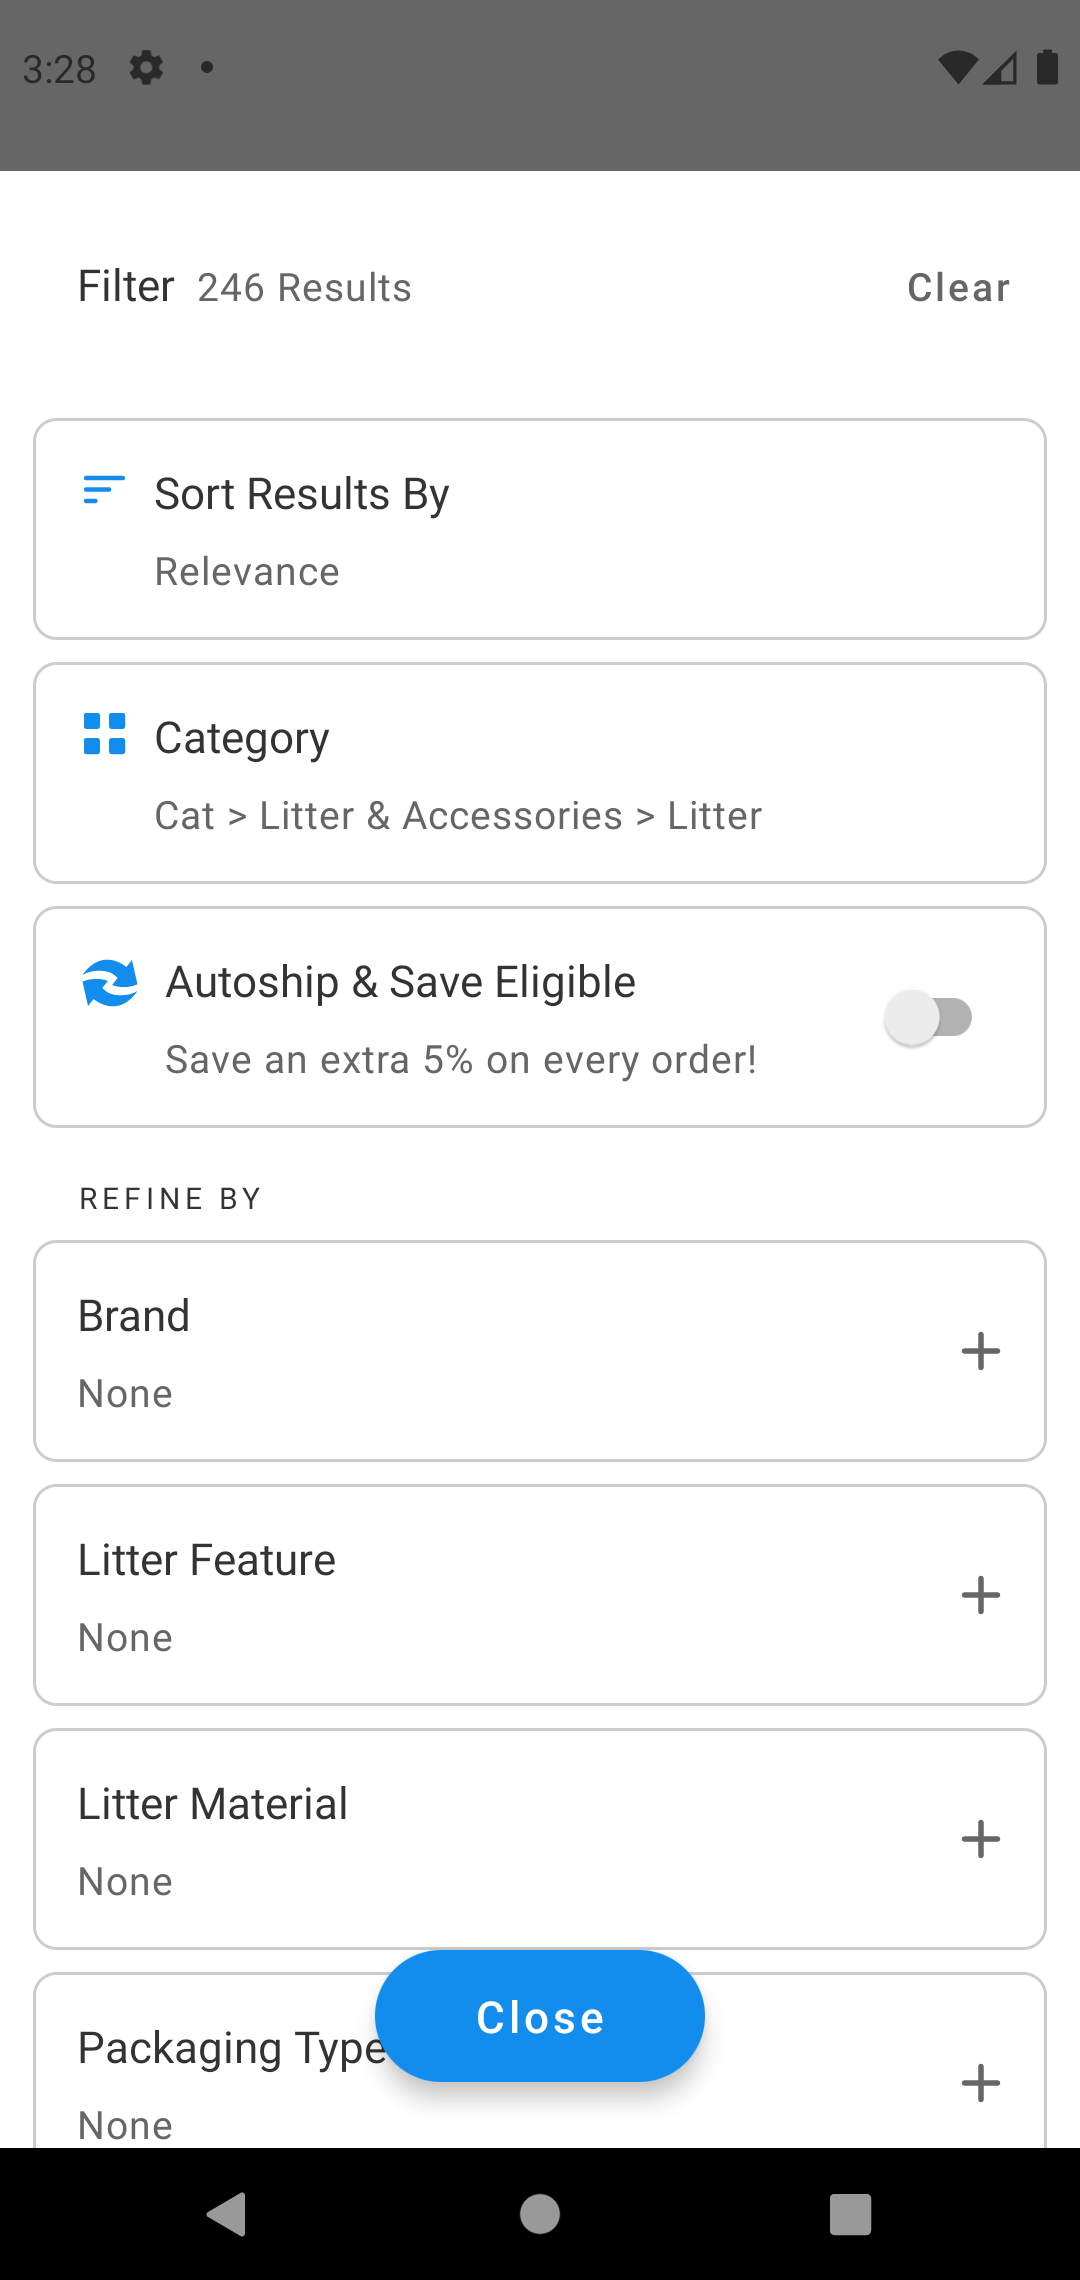 3:28
Filter 246 Results Clear
Sort Results By
Relevance
Category
Cat > Litter & Accessories > Litter
Autoship & Save Eligible
Save an extra 5% on every order!
REFINE BY
Brand
None
Litter Feature
None
Litter Material
None
Close
Packaging Type
None